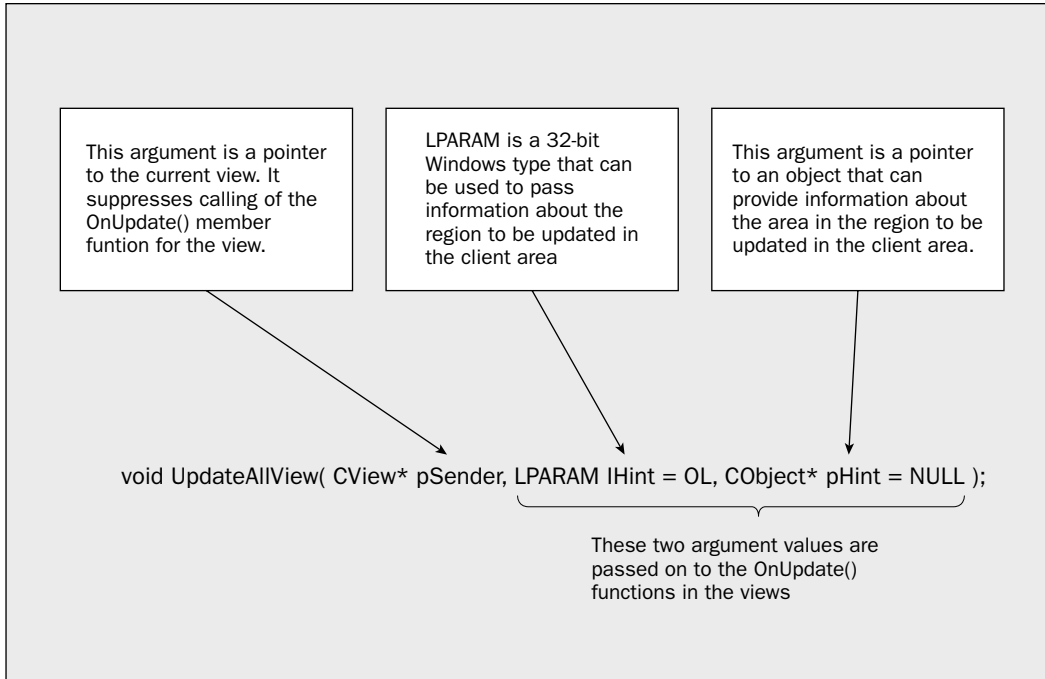 This argument is a pointer
to the current view. It
suppresses calling of the
OnUpdate() member
funtion for the view.
LPARAM is a 32-bit
Windows type that can
be used to pass
information about the
region to be updated in
the client area
This argument is a pointer
to an object that can
provide information about
the area in the region to be
updated in the client area.
void UpdateAllView( CView* pSender, LPARAM IHint = OL, CObject* pHint = NULL );
These two argument values are
passed on to the OnUpdate()
functions in the views